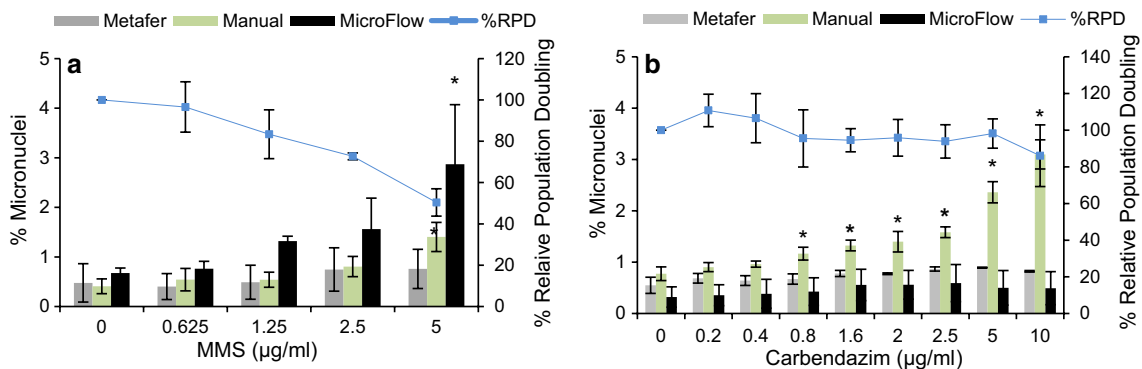 Metafer Manual MicroFlow %RPD
a
5
4
3
2
1
0
% Micronuclei
120
100
80
60
40
20
0
% Relative Population Doubling
*
*
0 0.625 1.25 2.5 5
MMS (µg/ml)
Metafer Manual MicroFlow %RPD
b
5
4
3
2
1
0
% Micronuclei
140
120
100
80
60
40
20
0
% Relative Population Doubling
* * * * * *
0 0.2 0.4 0.8 1.6 2 2.5 5 10
Carbendazim (µg/ml)